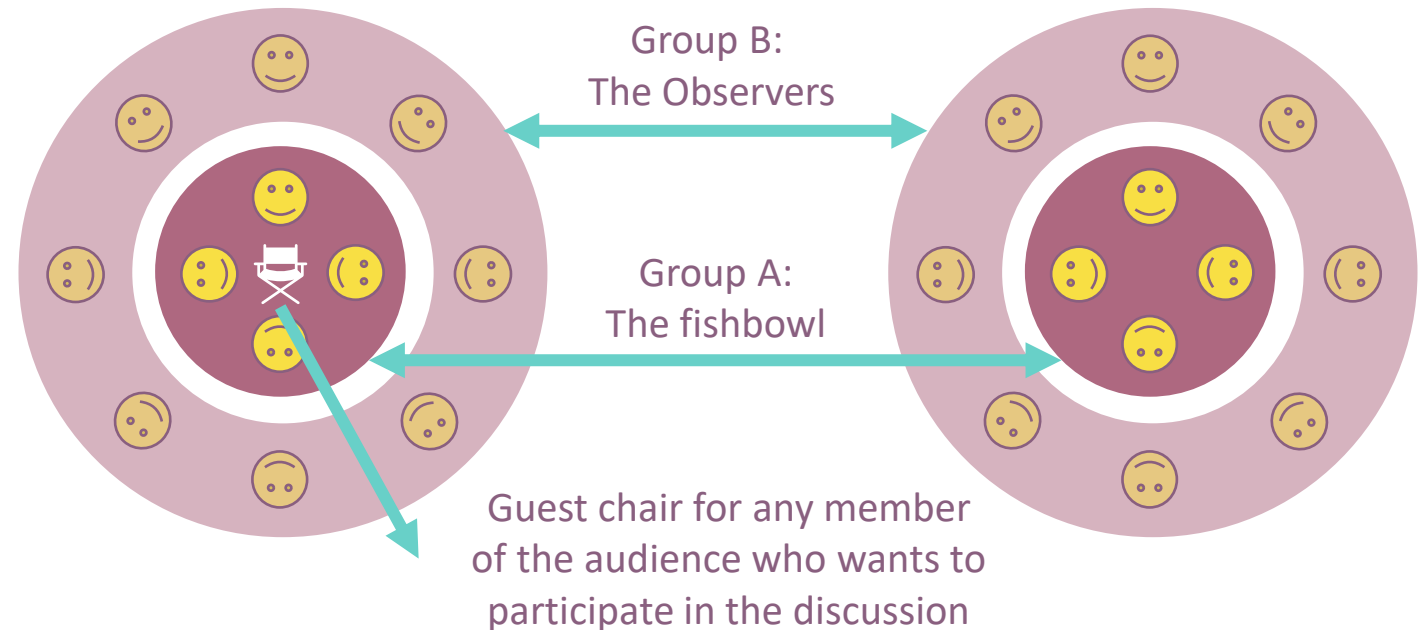 Group B:
The Observers
Group A:
The fishbowl
Guest chair for any member
of the audience who wants to
participate in the discussion